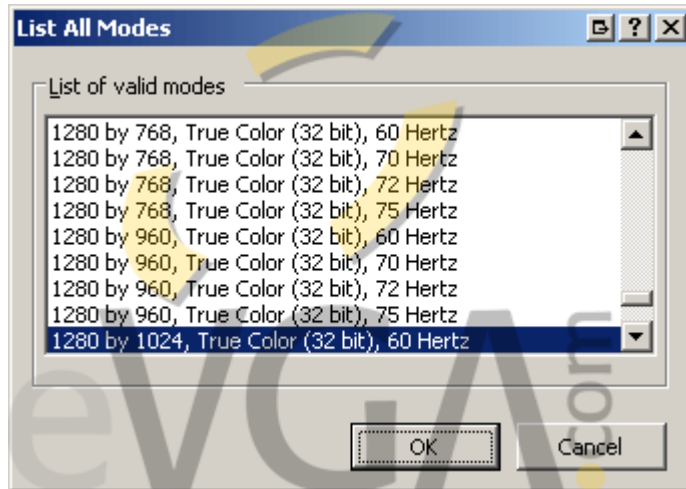 List All Modes
List of valid modes
1280 by 768, True Color (32 bit), 60 Hertz
1280 by 768, True Color (32 bit), 70 Hertz
1280 by 768, True Color (32 bit), 72 Hertz
1280 by 768, True Color (32 bit), 75 Hertz
1280 by 960, True Color (32 bit), 60 Hertz
1280 by 960, True Color (32 bit), 70 Hertz
1280 by 960, True Color (32 bit), 72 Hertz
1280 by 960, True Color (32 bit), 75 Hertz
1280 by 1024, True Color (32 bit), 60 Hertz
OK Cancel
eVGA.com